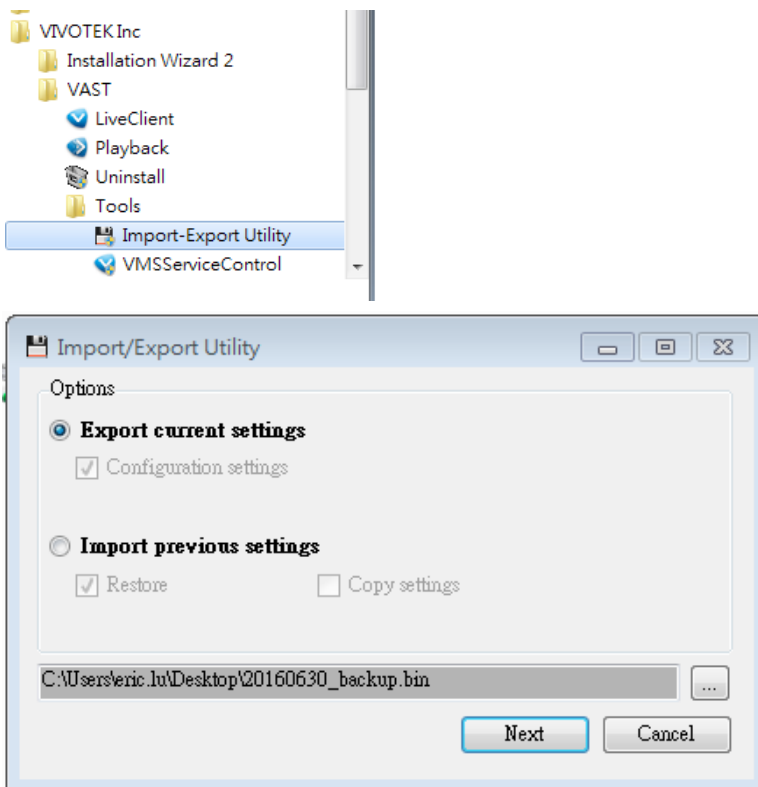 VIVOTEK Inc
Installation Wizard 2
VAST
LiveClient
Playback
Uninstall
Tools
Import-Export Utility
VMSServiceControl
Import/Export Utility
Options
Export current settings
Configuration settings
Import previous settings
Restore Copy settings
C:\Users\eric.lu\Desktop\20160630_backup.bin
...
Next Cancel